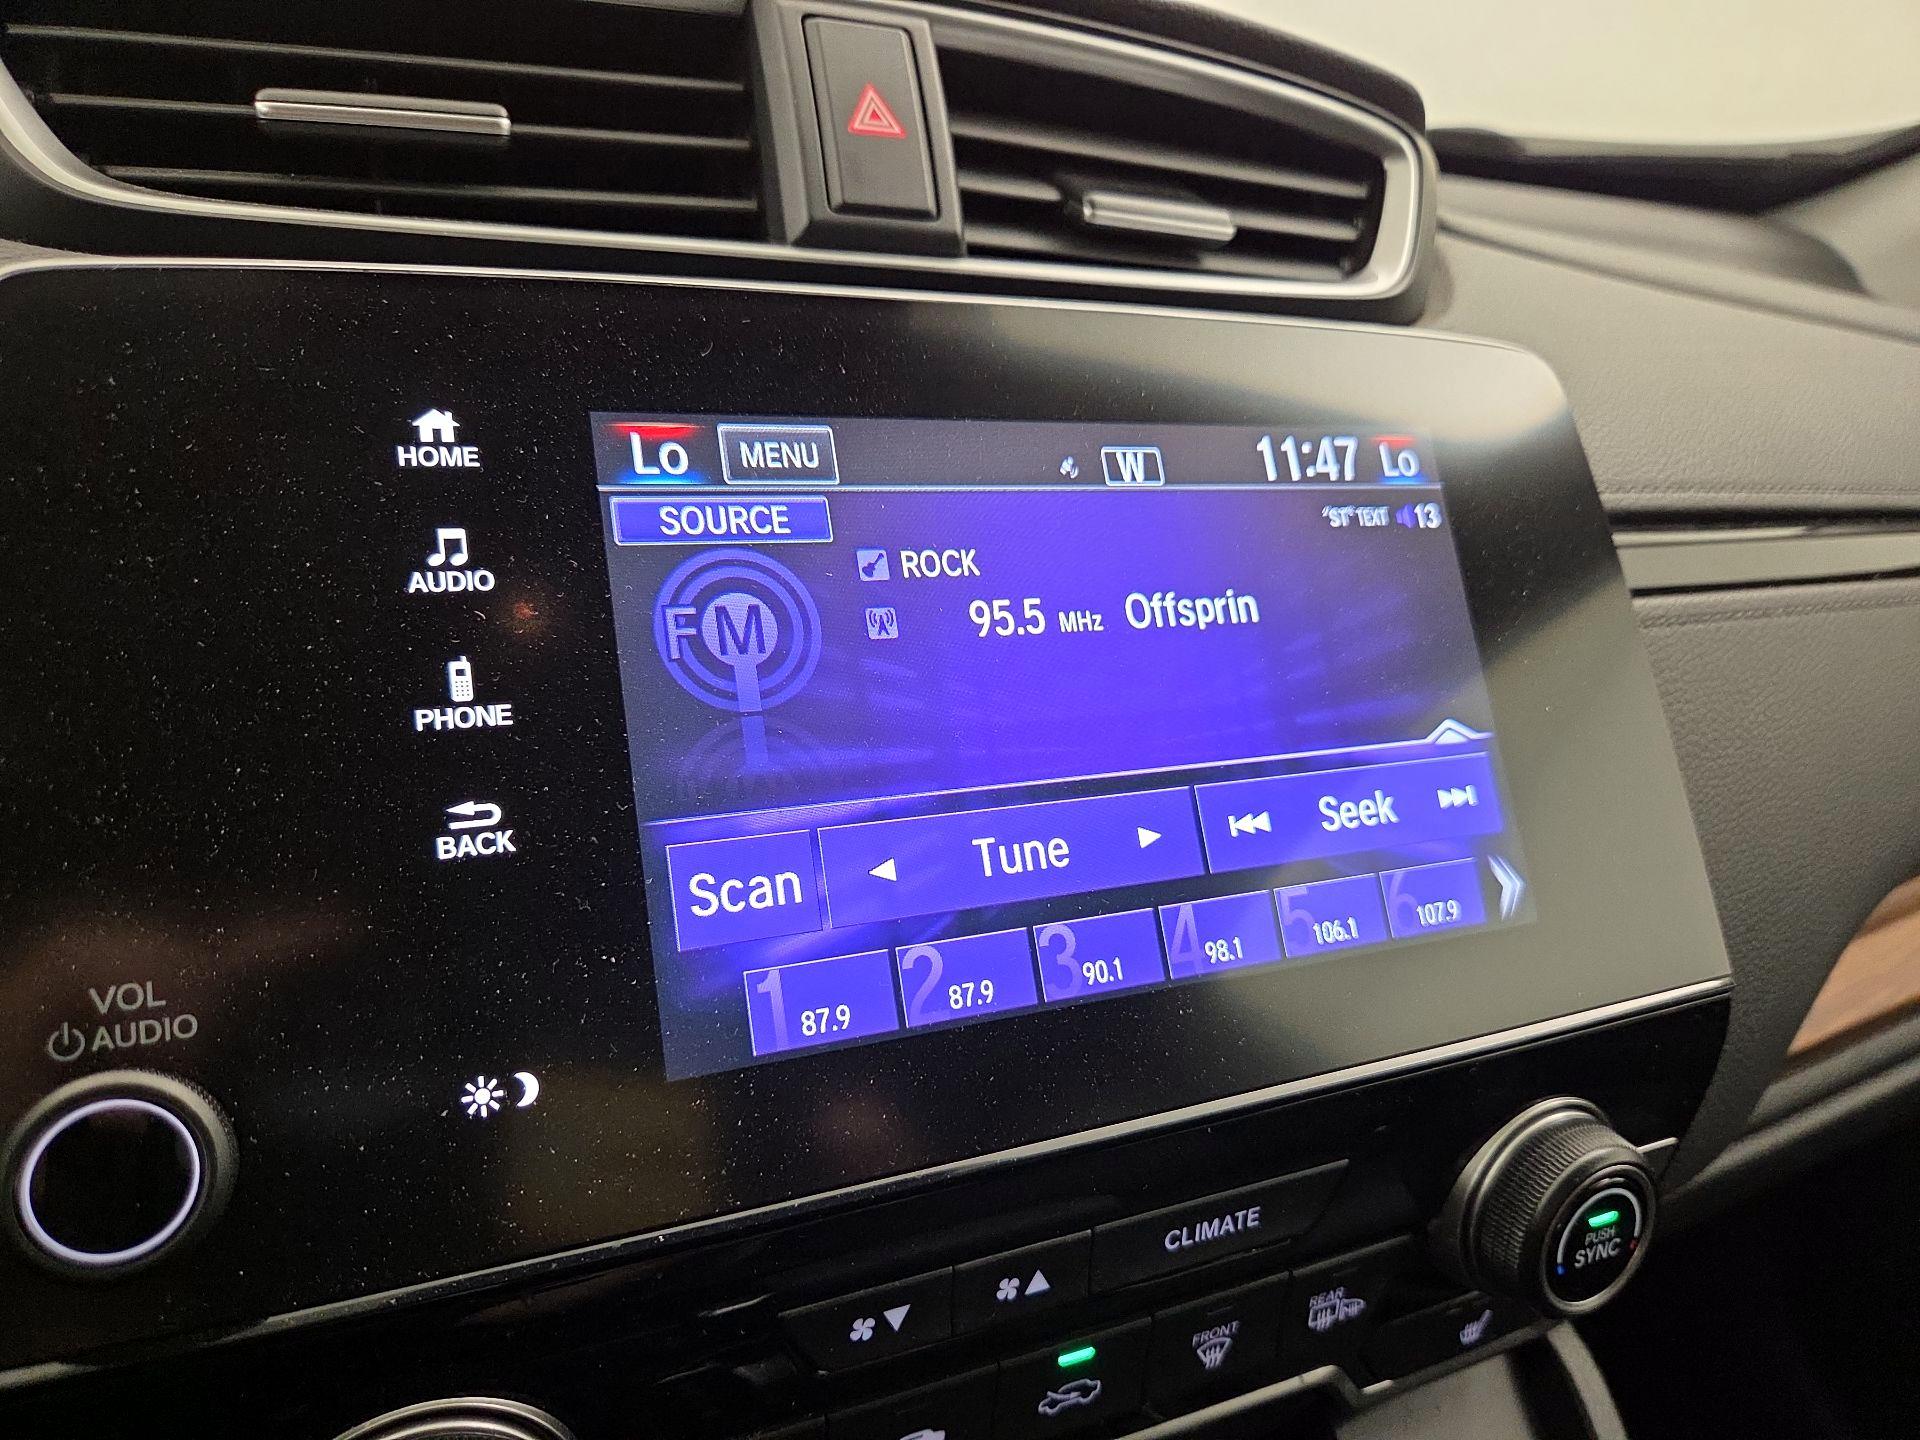 HOME
AUDIO
PHONE
BACK
VOL
AUDIO
Lo MENU W 11:47 Lo
SOURCE "ST" TEXT 13
FM
ROCK
95.5 MHz Offsprin
Scan Tune Seek
1 87.9 2 87.9 3 90.1 4 98.1 5 106.1 6 107.9
CLIMATE
PUSH
SYNC
FRONT
REAR